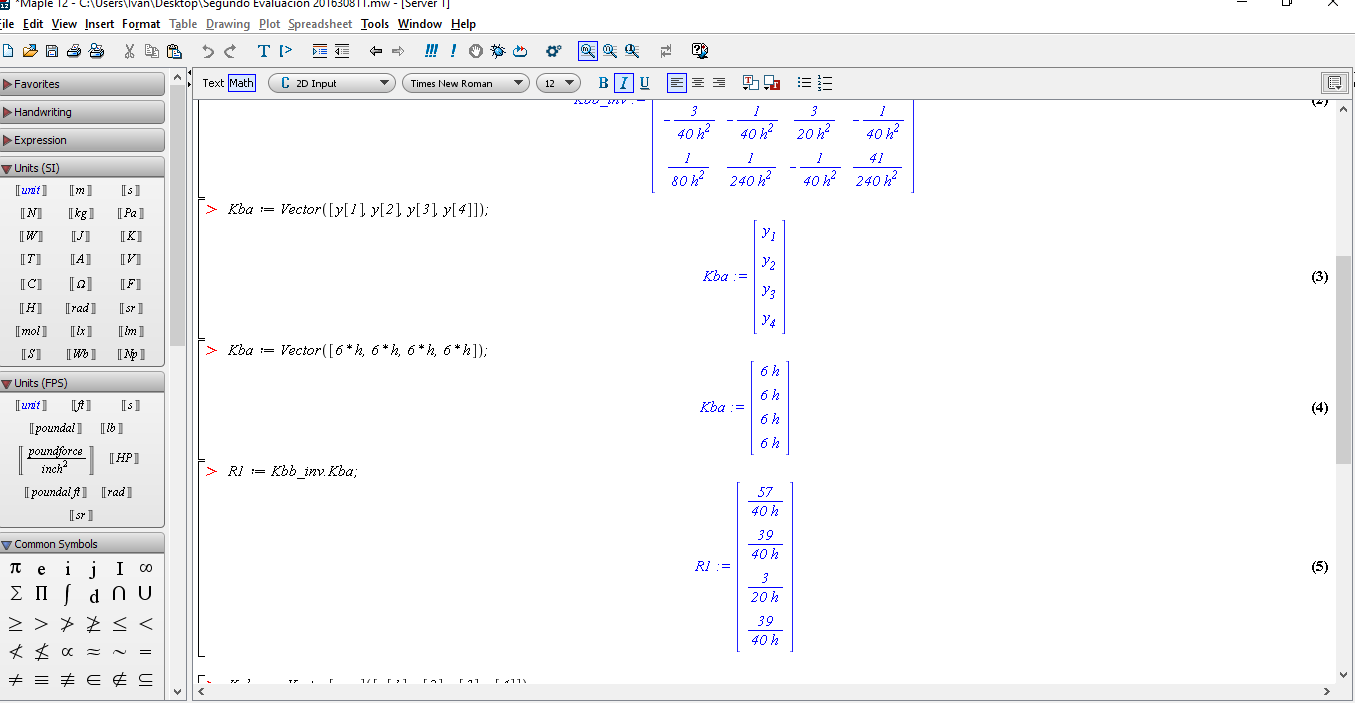 *Maple 12 - C:\Users\Ivan\Desktop\Segundo Evaluacion 201630811.mw - [Server 1]
File Edit View Insert Format Table Drawing Plot Spreadsheet Tools Window Help
Text Math C 2D Input Times New Roman 12 B I U
Favorites
Handwriting
Expression
Units (SI)
[unit] [m] [s]
[N] [kg] [Pa]
[W] [J] [K]
[T] [A] [V]
[C] [Ω] [F]
[H] [rad] [sr]
[mol] [lx] [lm]
[S] [Wb] [Np]
Units (FPS)
[unit] [ft] [s]
[poundal] [lb]
[poundforce/inch^2] [HP]
[poundal ft] [rad]
[sr]
Common Symbols
π e i j I ∞
Σ Π ∫ d ∩ ∪
≥ > ≯ ≱ ≤ <
≮ ≰ ∝ ≈ ~ =
≠ ≡ ≢ ∈ ∉ ⊆
Kbb_inv := (2)
-3/(40 h^2) -1/(40 h^2) 3/(20 h^2) -1/(40 h^2)
1/(80 h^2) 1/(240 h^2) -1/(40 h^2) 41/(240 h^2)
> Kba := Vector([y[1], y[2], y[3], y[4]]);
y1
y2
Kba := (3)
y3
y4
> Kba := Vector([6*h, 6*h, 6*h, 6*h]);
6 h
6 h
Kba := (4)
6 h
6 h
> R1 := Kbb_inv.Kba;
57/(40 h)
39/(40 h)
R1 := (5)
3/(20 h)
39/(40 h)